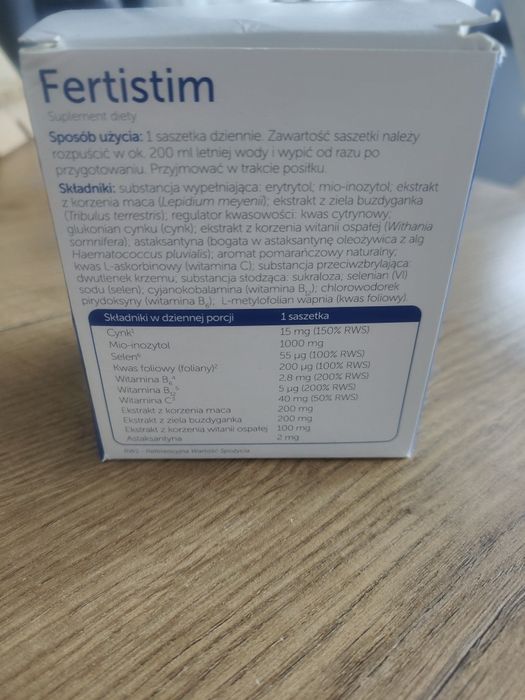 Fertistim
Suplement diety
Sposób użycia: 1 saszetka dziennie. Zawartość saszetki należy
rozpuścić w ok. 200 ml letniej wody i wypić od razu po
przygotowaniu. Przyjmować w trakcie posiłku.
Składniki: substancja wypełniająca: erytrytol; mio-inozytol, ekstrakt
z korzenia maca (Lepidium meyenii); ekstrakt z ziela buzdyganka
(Tribulus terrestris); regulator kwasowości: kwas cytrynowy;
glukonian cynku (cynk); ekstrakt z korzenia witanii ospałej (Withania
somnifera); astaksantyna (bogata w astaksantynę oleożywica z alg
Haematococcus pluvialis); aromat pomarańczowy naturalny;
kwas L-askorbinowy (witamina C); substancja przeciwzbrylająca:
dwutlenek krzemu; substancja słodząca: sukraloza; selenian (VI)
sodu (selen); cyjanokobalamina (witamina B12); chlorowodorek
pirydoksyny (witamina B6); L-metylofolian wapnia (kwas foliowy).
Składniki w dziennej porcji 1 saszetka
Cynk¹ 15 mg (150% RWS)
Mio-inozytol 1000 mg
Selen⁶ 55 µg (100% RWS)
Kwas foliowy (foliany)² 200 µg (100% RWS)
Witamina B6⁴ 2,8 mg (200% RWS)
Witamina B12⁵ 5 µg (200% RWS)
Witamina C³ 40 mg (50% RWS)
Ekstrakt z korzenia maca 200 mg
Ekstrakt z ziela buzdyganka 200 mg
Ekstrakt z korzenia witanii ospałej 100 mg
Astaksantyna 2 mg
RWS - Referencyjna Wartość Spożycia